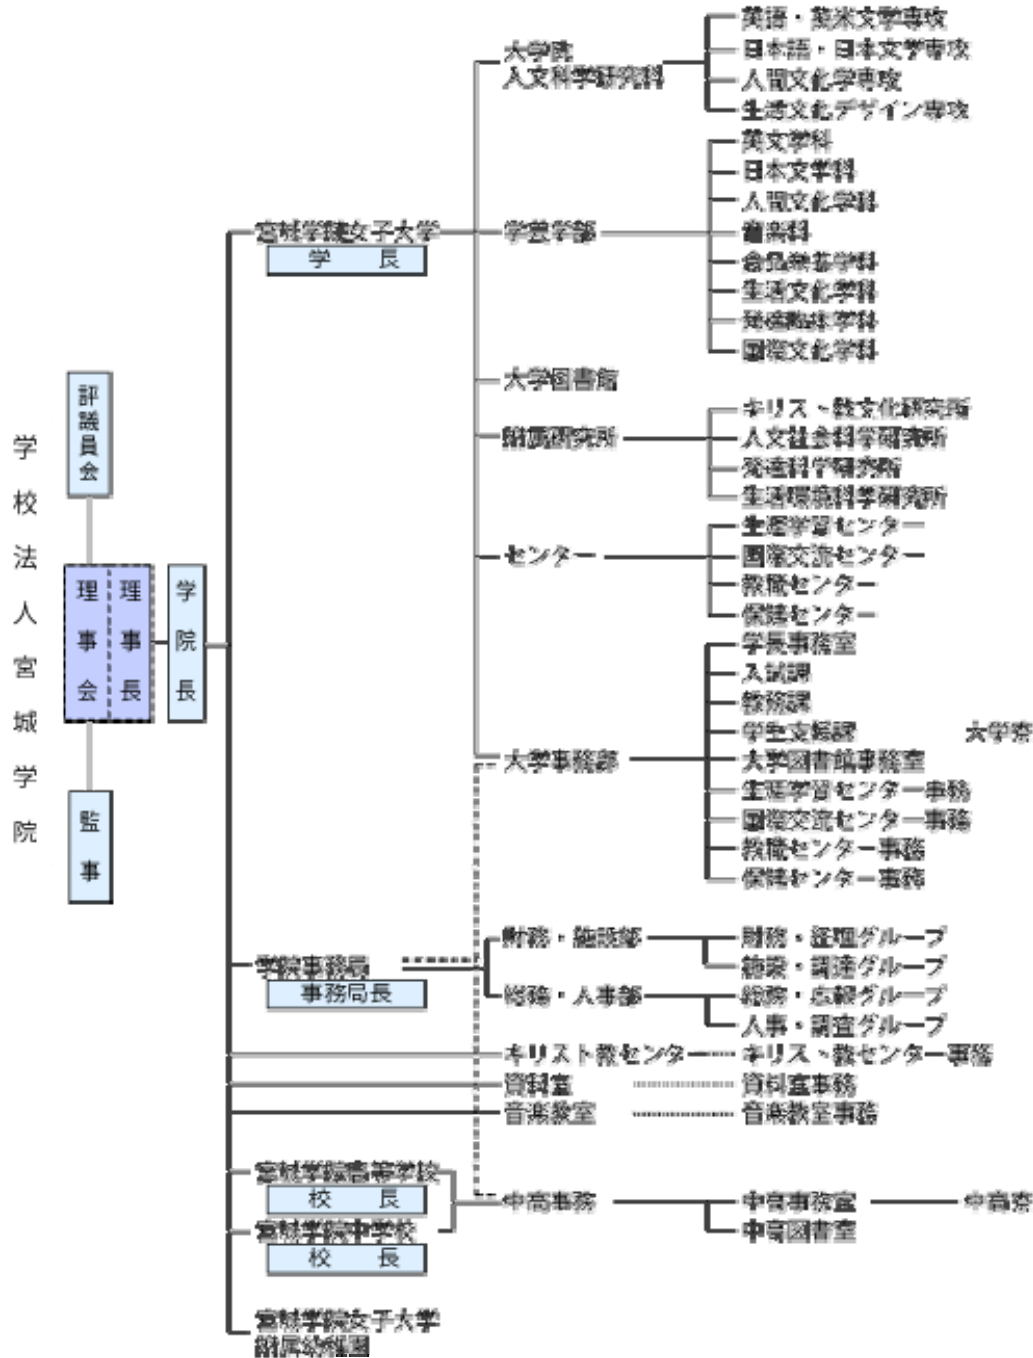 学校法人宮城学院
評議員会
理事会
理事長
学院長
監事
宮城学院女子大学
学長
大学院
人文科学研究科
英語・英米文学専攻
日本語・日本文学専攻
人間文化学専攻
生活文化デザイン専攻
学芸学部
英文学科
日本文学科
人間文化学科
音楽科
食品栄養学科
生活文化学科
発達臨床学科
国際文化学科
大学図書館
附属研究所
キリスト教文化研究所
人文社会科学研究所
発達科学研究所
生活環境科学研究所
センター
生涯学習センター
国際交流センター
教職センター
保健センター
大学事務部
学長事務室
入試課
教務課
学生支援課
大学寮
大学図書館事務室
生涯学習センター事務
国際交流センター事務
教職センター事務
保健センター事務
学院事務局
事務局長
財務・施設部
財務・経理グループ
施設・調達グループ
総務・人事部
総務・広報グループ
人事・調査グループ
キリスト教センター
キリスト教センター事務
資料室
資料室事務
音楽教室
音楽教室事務
宮城学院高等学校
校長
宮城学院中学校
校長
中高事務
中高事務室
中高寮
中高図書室
宮城学院女子大学
附属幼稚園